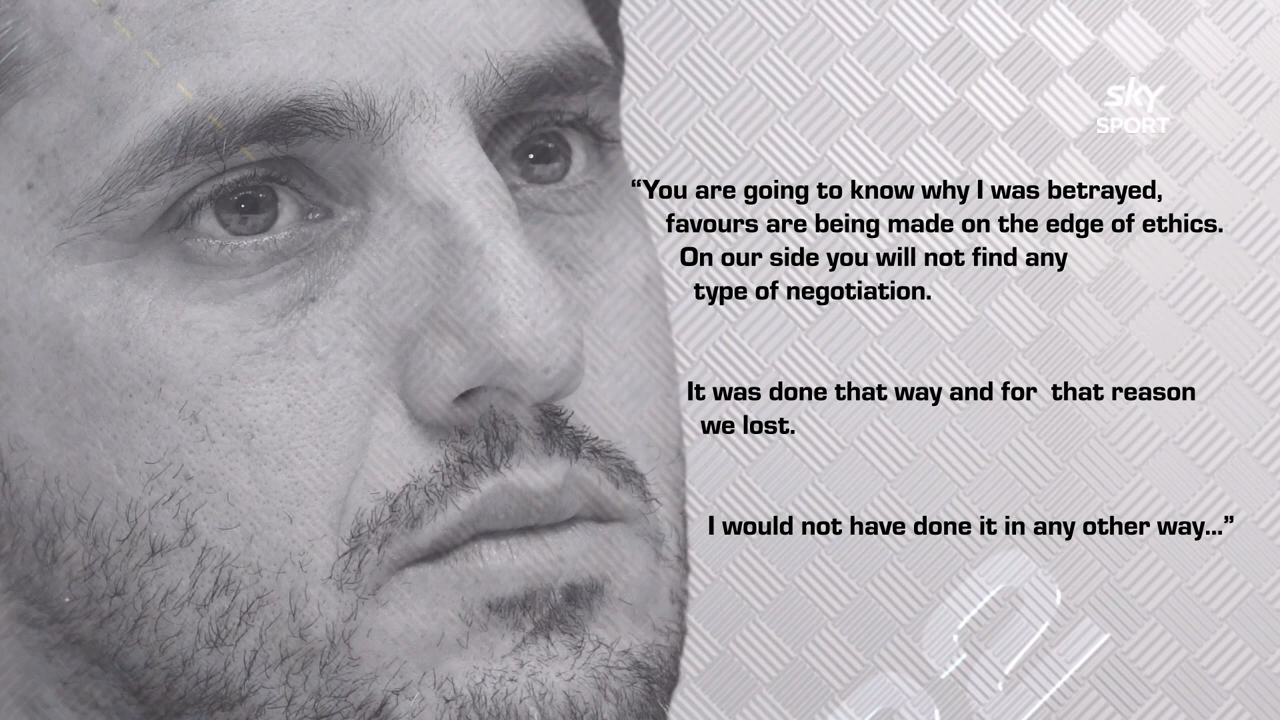 sky
SPORT
“You are going to know why I was betrayed,
favours are being made on the edge of ethics.
On our side you will not find any
type of negotiation.
It was done that way and for  that reason
we lost.
I would not have done it in any other way...”